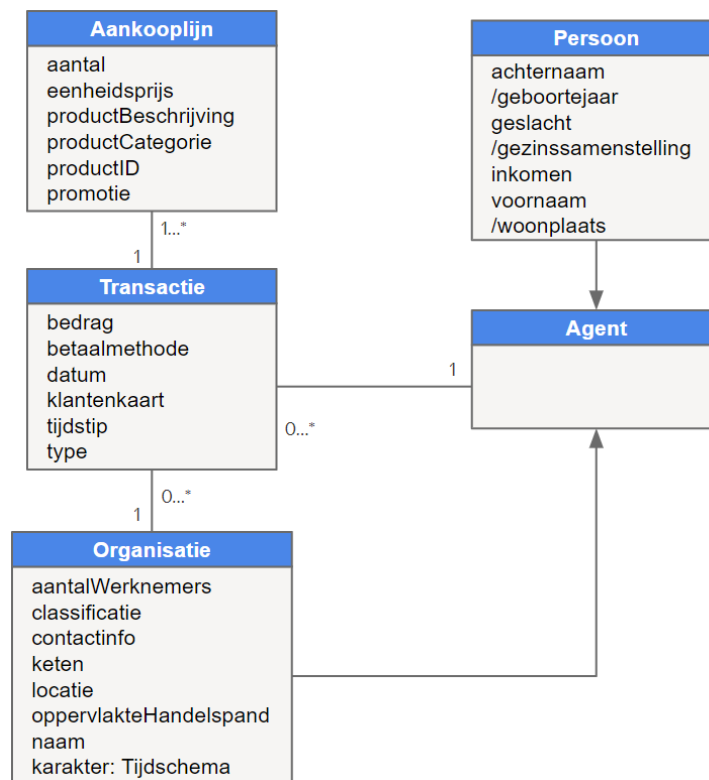 Aankooplijn
aantal
eenheidsprijs
productBeschrijving
productCategorie
productID
promotie
1...*
1
Transactie
bedrag
betaalmethode
datum
klantenkaart
tijdstip
type
0...*
1
Organisatie
aantalWerknemers
classificatie
contactinfo
keten
locatie
oppervlakteHandelspand
naam
karakter: Tijdschema
Persoon
achternaam
/geboortejaar
geslacht
/gezinssamenstelling
inkomen
voornaam
/woonplaats
Agent
1
0...*